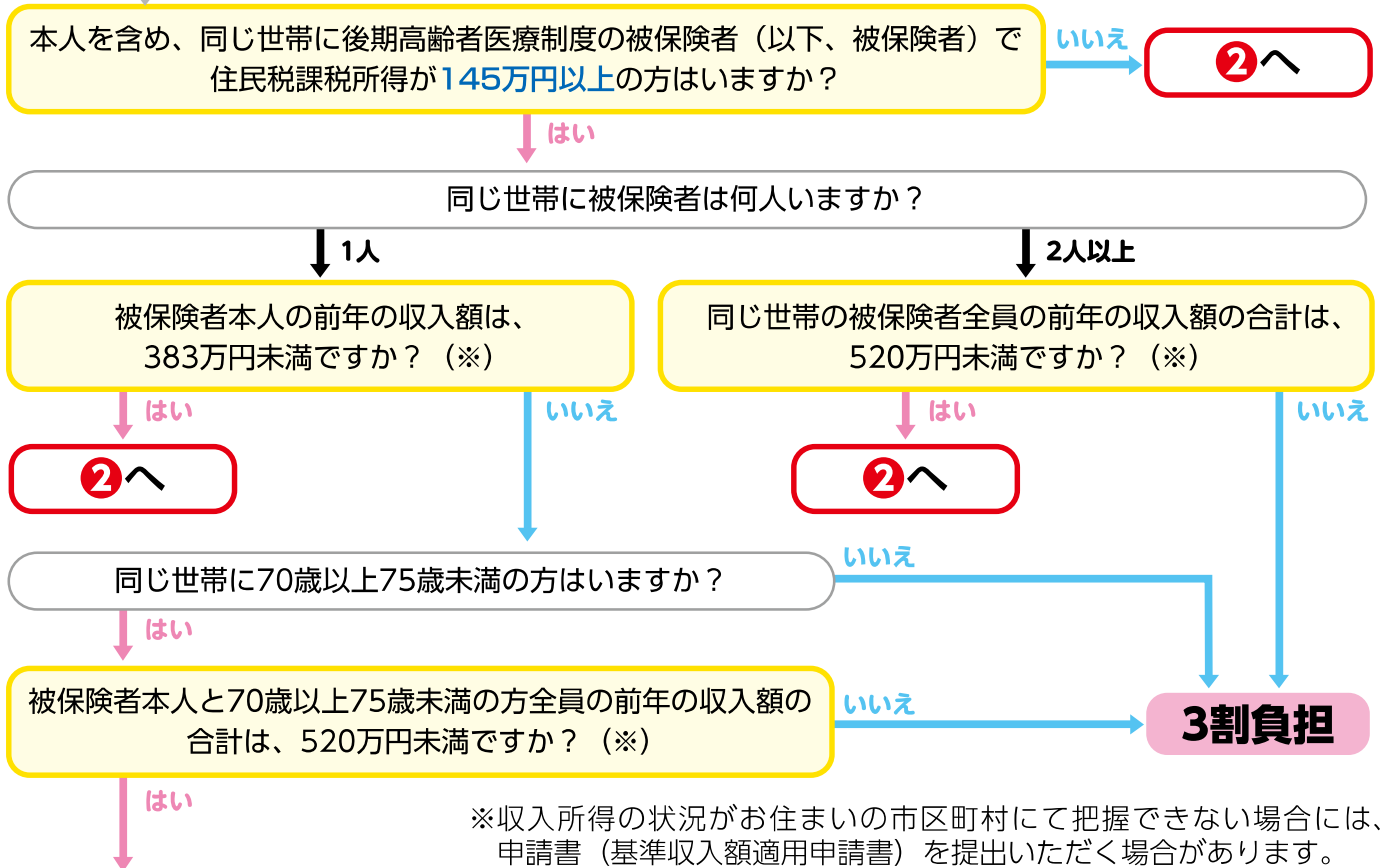 本人を含め、同じ世帯に後期高齢者医療制度の被保険者（以下、被保険者）で
住民税課税所得が145万円以上の方はいますか？
いいえ
❷へ
はい
同じ世帯に被保険者は何人いますか？
1人
2人以上
被保険者本人の前年の収入額は、
383万円未満ですか？（※）
同じ世帯の被保険者全員の前年の収入額の合計は、
520万円未満ですか？（※）
はい
いいえ
はい
いいえ
❷へ
❷へ
同じ世帯に70歳以上75歳未満の方はいますか？
いいえ
はい
被保険者本人と70歳以上75歳未満の方全員の前年の収入額の
合計は、520万円未満ですか？（※）
いいえ
3割負担
はい
※収入所得の状況がお住まいの市区町村にて把握できない場合には、
申請書（基準収入額適用申請書）を提出いただく場合があります。